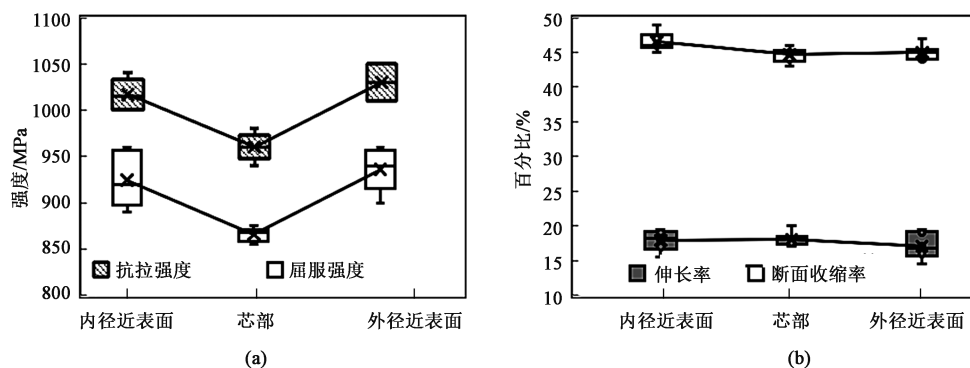 1100
1050
1000
950
900
850
800
强度/MPa
抗拉强度
屈服强度
内径近表面
芯部
外径近表面
(a)
50
45
40
35
30
25
20
15
10
百分比/%
伸长率
断面收缩率
内径近表面
芯部
外径近表面
(b)